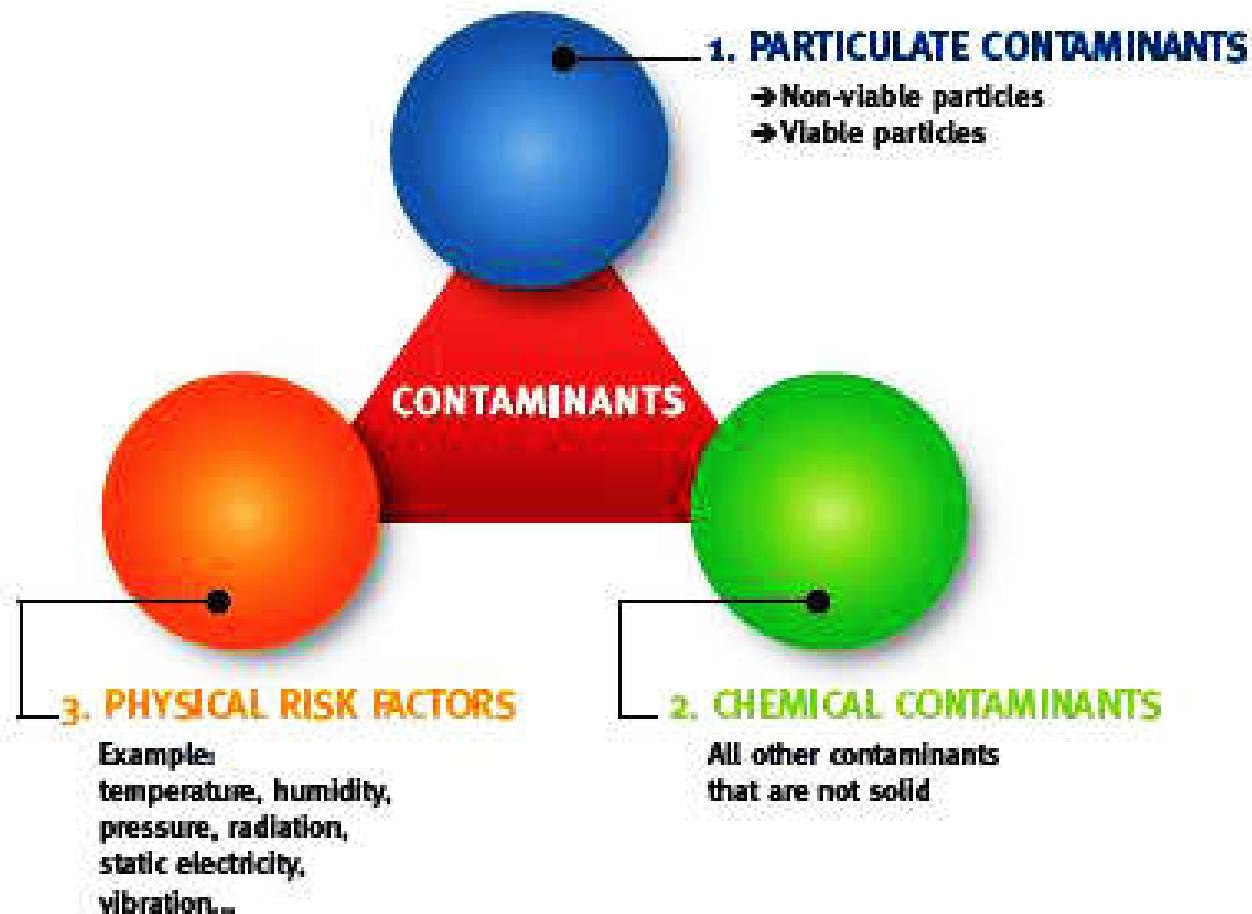 1. PARTICULATE CONTAMINANTS
➔Non-viable particles
➔Viable particles
CONTAMINANTS
3. PHYSICAL RISK FACTORS
Example:
temperature, humidity,
pressure, radiation,
static electricity,
vibration...
2. CHEMICAL CONTAMINANTS
All other contaminants
that are not solid